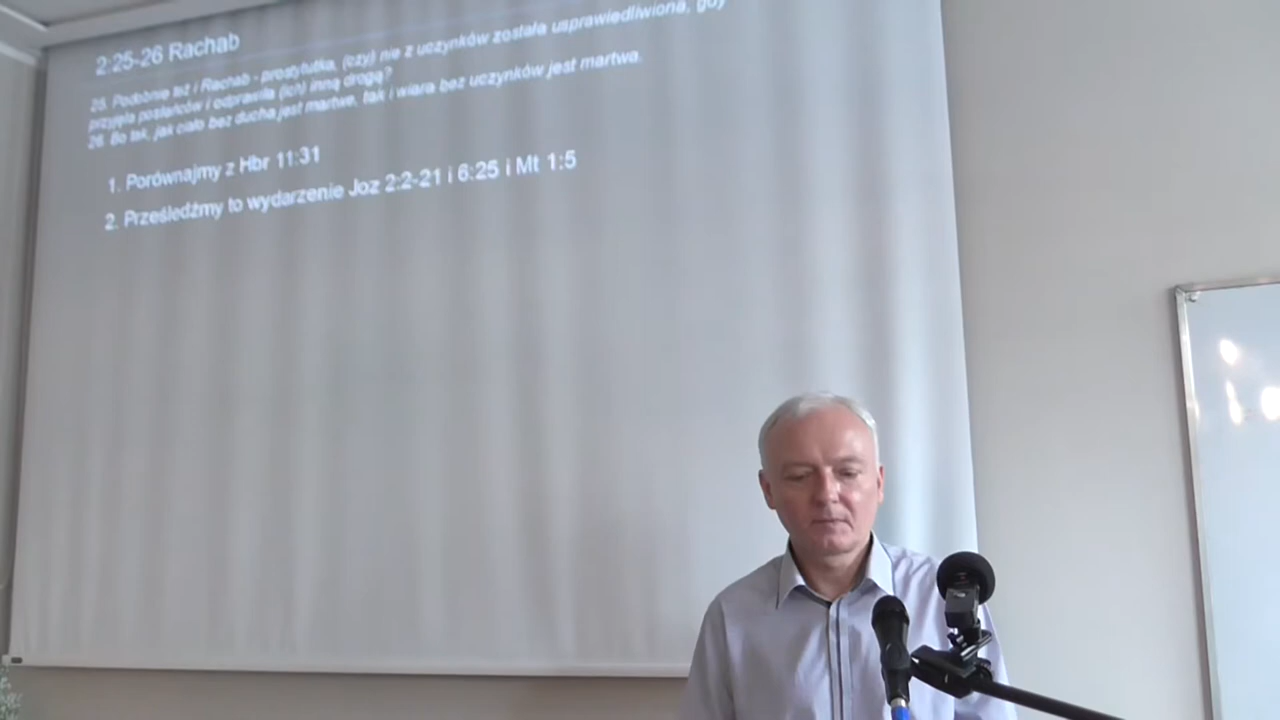 2:25-26 Rachab
25. Podobnie też i Rachab - prostytutka, (czy) nie z uczynków została usprawiedliwiona, gdy
przyjęła posłańców i odprawiła (ich) inną drogą?
26. Bo tak, jak ciało bez ducha jest martwe, tak i wiara bez uczynków jest martwa.
1. Porównajmy z Hbr 11:31
2. Prześledźmy to wydarzenie Joz 2:2-21 i 6:25 i Mt 1:5